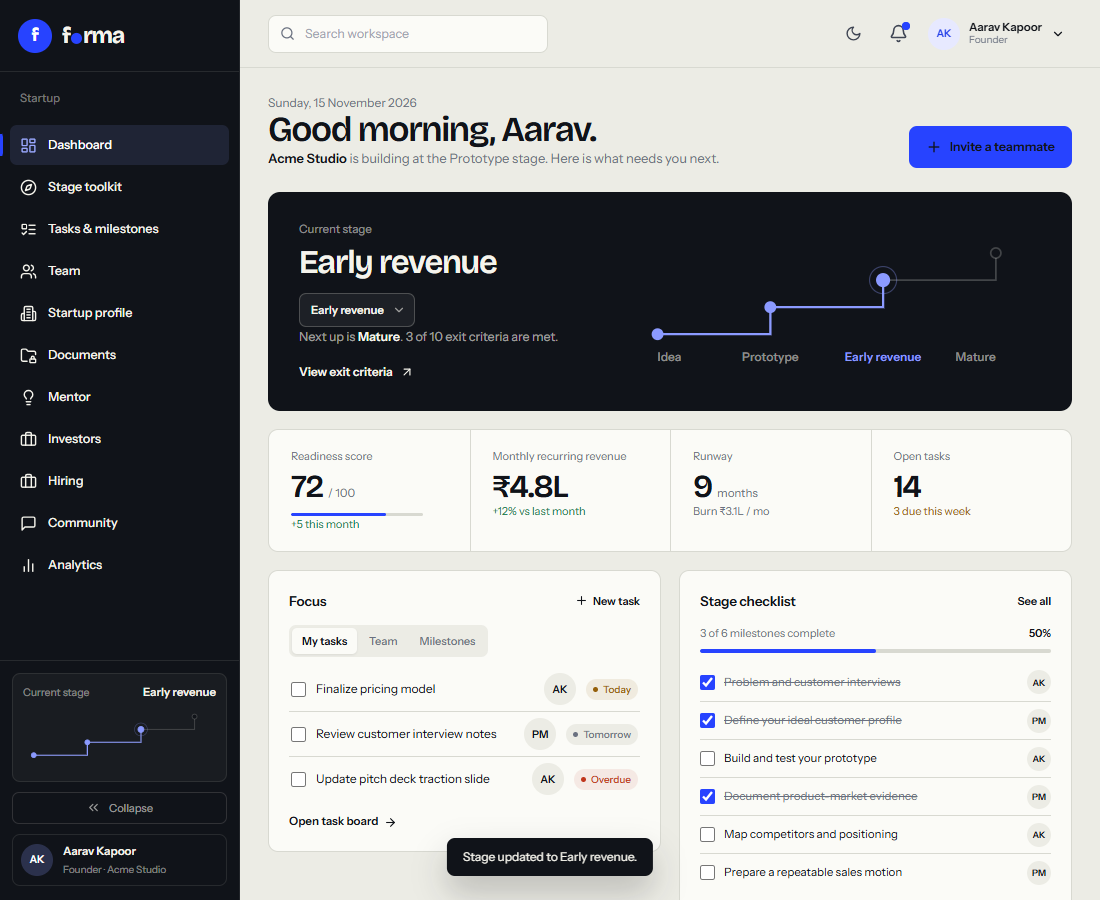 f forma
Startup
Dashboard
Stage toolkit
Tasks & milestones
Team
Startup profile
Documents
Mentor
Investors
Hiring
Community
Analytics
Current stage Early revenue
Collapse
AK Aarav Kapoor
Founder · Acme Studio
Search workspace
AK Aarav Kapoor
Founder
Sunday, 15 November 2026
Good morning, Aarav.
Acme Studio is building at the Prototype stage. Here is what needs you next.
Invite a teammate
Current stage
Early revenue
Early revenue
Next up is Mature. 3 of 10 exit criteria are met.
View exit criteria
Idea Prototype Early revenue Mature
Readiness score
72 / 100
+5 this month
Monthly recurring revenue
₹4.8L
+12% vs last month
Runway
9 months
Burn ₹3.1L / mo
Open tasks
14
3 due this week
Focus New task
My tasks Team Milestones
Finalize pricing model AK Today
Review customer interview notes PM Tomorrow
Update pitch deck traction slide AK Overdue
Open task board
Stage checklist See all
3 of 6 milestones complete 50%
Problem and customer interviews AK
Define your ideal customer profile PM
Build and test your prototype AK
Document product-market evidence PM
Map competitors and positioning AK
Prepare a repeatable sales motion PM
Stage updated to Early revenue.